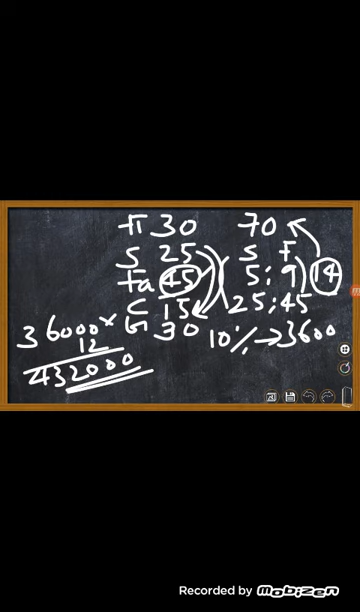 Fi 30 70
S 25 S F
Fa 45 5 : 9 14
C 15 25 : 45
36000 × G 30 10% → 3600
12
432000
Recorded by mobizen